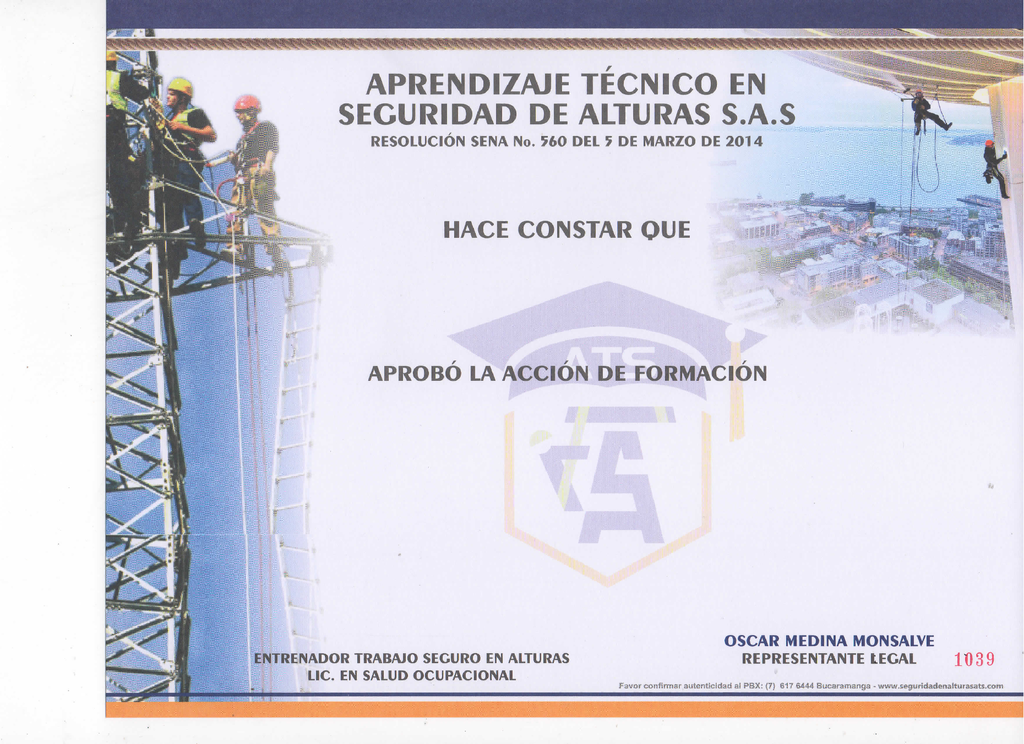 APRENDIZAJE TÉCNICO EN
SEGURIDAD DE ALTURAS S.A.S
RESOLUCIÓN SENA No. 560 DEL 5 DE MARZO DE 2014
HACE CONSTAR QUE
ATS
APROBÓ LA ACCIÓN DE FORMACIÓN
ENTRENADOR TRABAJO SEGURO EN ALTURAS
LIC. EN SALUD OCUPACIONAL
OSCAR MEDINA MONSALVE
REPRESENTANTE LEGAL
1039
Favor confirmar autenticidad al PBX: (7) 617 6444 Bucaramanga - www.seguridadenalturasats.com